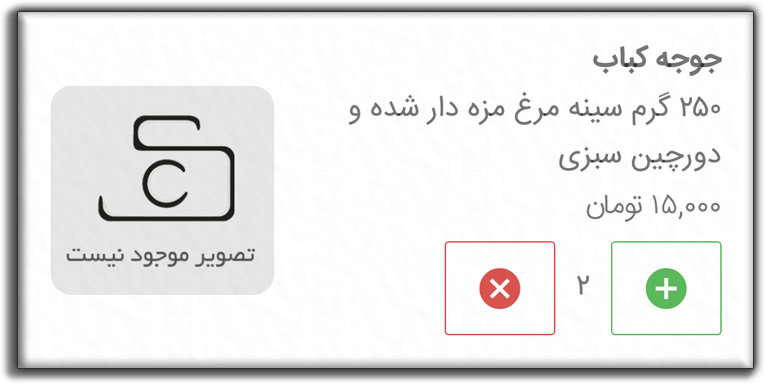 جوجه کباب
۲۵۰ گرم سینه مرغ مزه دار شده و
دورچین سبزی
۱۵,۰۰۰ تومان
۲
تصویر موجود نیست